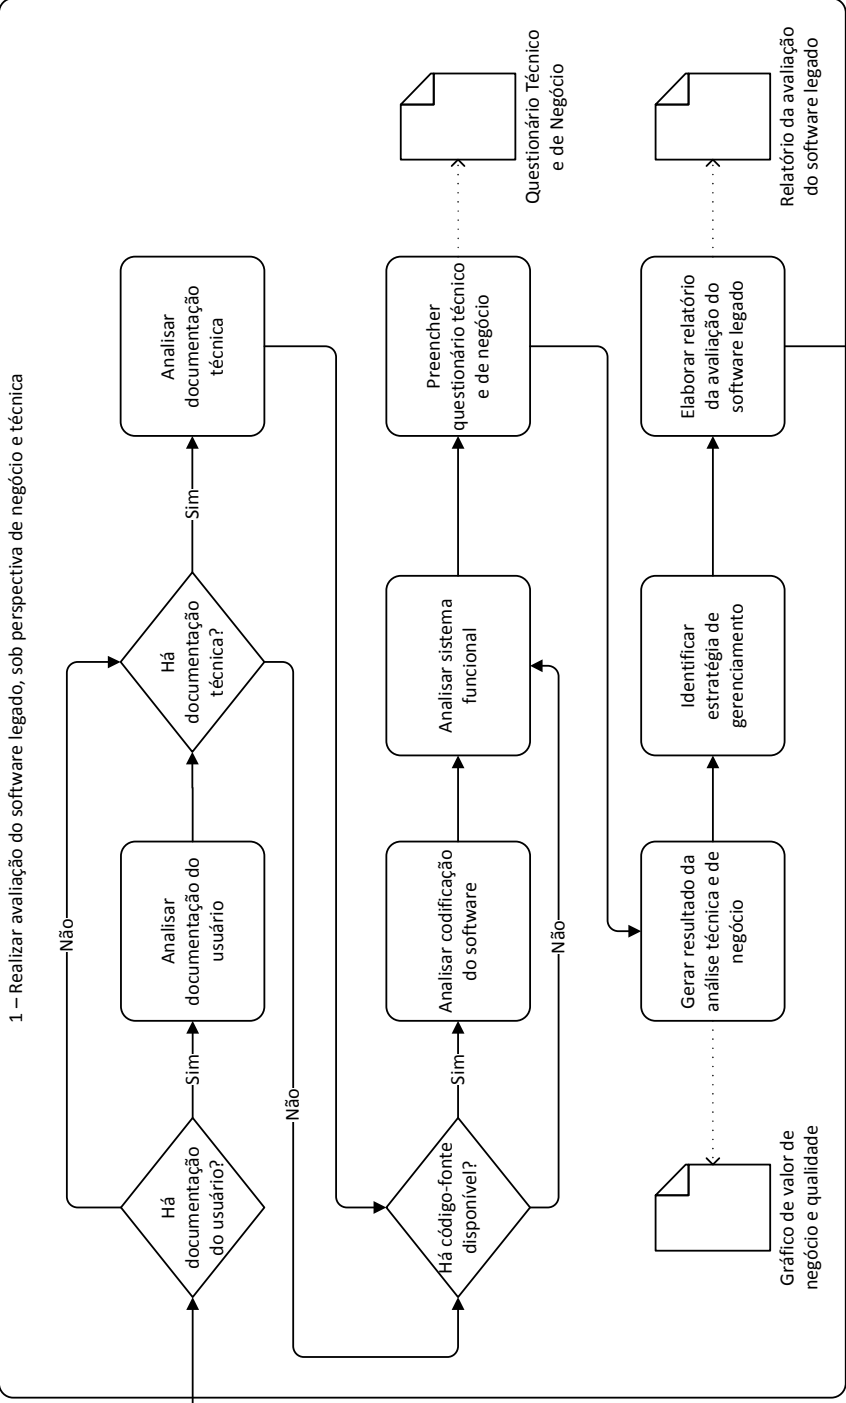 1 – Realizar avaliação do software legado, sob perspectiva de negócio e técnica
Não
Há
documentação
do usuário?
Sim
Analisar
documentação do
usuário
Há
documentação
técnica?
Sim
Analisar
documentação
técnica
Não
Há código-fonte
disponível?
Sim
Analisar codificação
do software
Analisar sistema
funcional
Preencher
questionário técnico
e de negócio
Questionário Técnico
e de Negócio
Não
Gráfico de valor de
negócio e qualidade
Gerar resultado da
análise técnica e de
negócio
Identificar
estratégia de
gerenciamento
Elaborar relatório
da avaliação do
software legado
Relatório da avaliação
do software legado